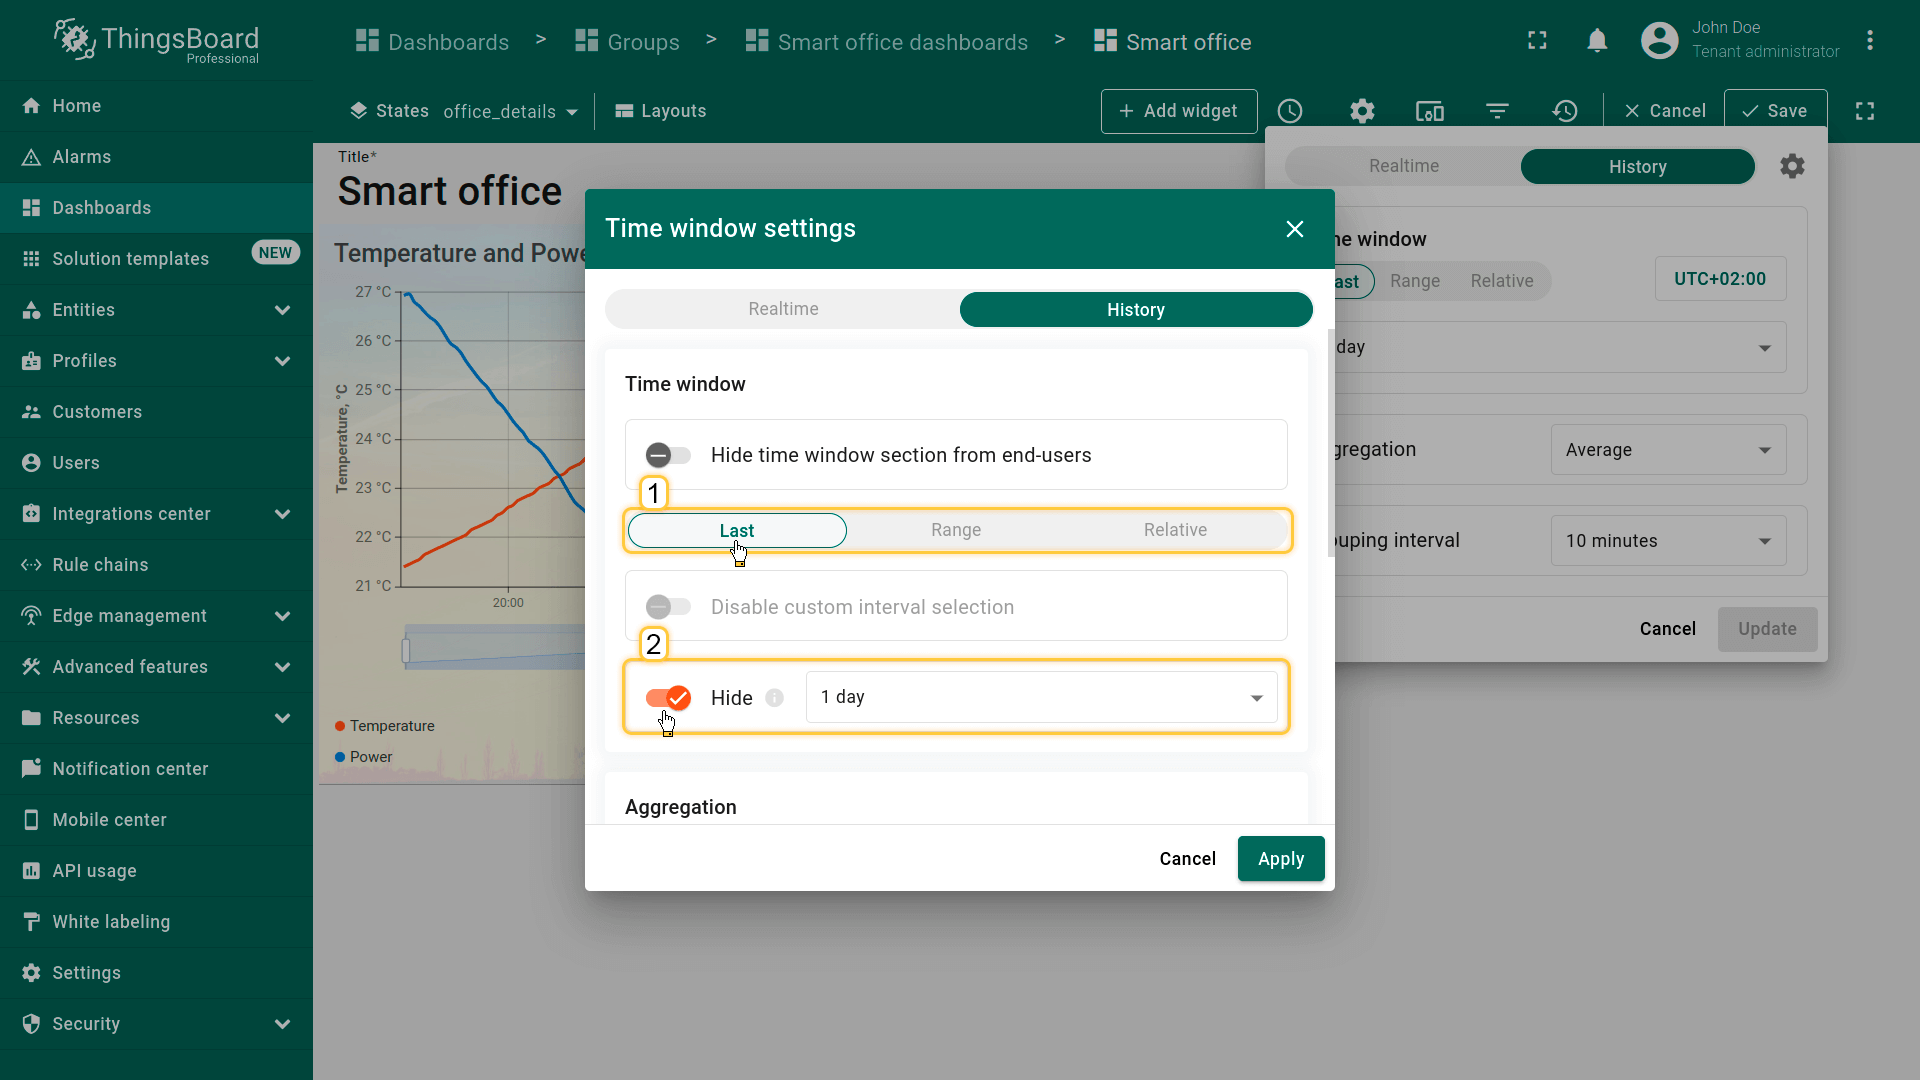 ThingsBoard
Professional
Dashboards > Groups > Smart office dashboards > Smart office
John Doe
Tenant administrator
Home
Alarms
Dashboards
Solution templates NEW
Entities
Profiles
Customers
Users
Integrations center
Rule chains
Edge management
Advanced features
Resources
Notification center
Mobile center
API usage
White labeling
Settings
Security
States office_details Layouts + Add widget Cancel Save
Title*
Smart office
Temperature and Powe
27 °C
26 °C
25 °C
24 °C
23 °C
22 °C
21 °C
Temperature, °C
20:00
Temperature
Power
Time window settings
Realtime History
Time window
Hide time window section from end-users
1
Last Range Relative
Disable custom interval selection
2
Hide 1 day
Aggregation
Cancel Apply
Realtime History
ne window
ast Range Relative UTC+02:00
day
gregation Average
uping interval 10 minutes
Cancel Update